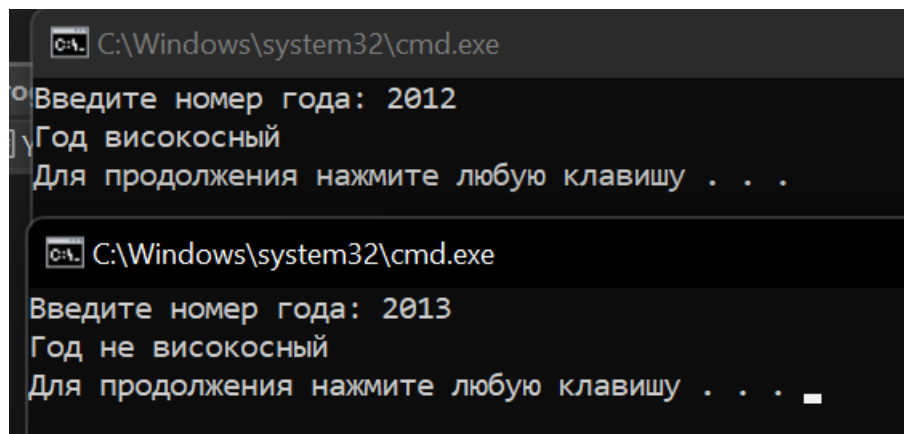 C:\Windows\system32\cmd.exe
Введите номер года: 2012
Год високосный
Для продолжения нажмите любую клавишу . . .
C:\Windows\system32\cmd.exe
Введите номер года: 2013
Год не високосный
Для продолжения нажмите любую клавишу . . .